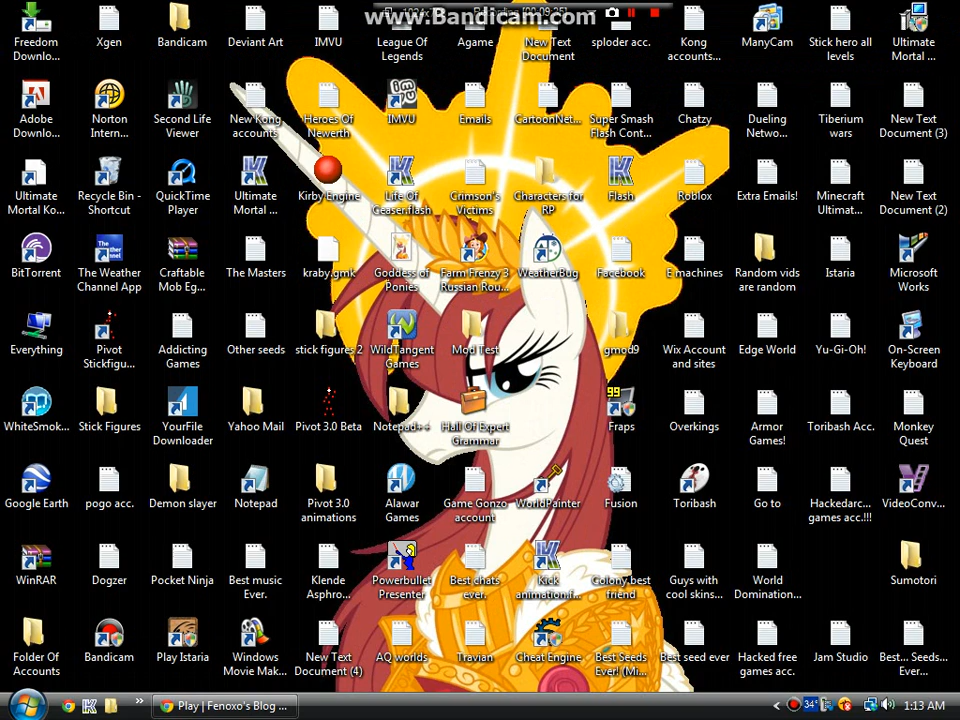 www.Bandicam.com
Freedom Downlo...
Xgen
Bandicam
Deviant Art
IMVU
League Of Legends
Agame
New Text Document
sploder acc.
Kong accounts...
ManyCam
Stick hero all levels
Ultimate Mortal ...
Adobe Downlo...
Norton Intern...
Second Life Viewer
New Kong accounts
Heroes Of Newerth
IMVU
Emails
CartoonNet...
Super Smash Flash Cont...
Chatzy
Dueling Netwo...
Tiberium wars
New Text Document (3)
Ultimate Mortal Ko...
Recycle Bin - Shortcut
QuickTime Player
Ultimate Mortal ...
Kirby Engine
Life Of Ceaser.flash
Crimson's Victims
Characters for RP
Flash
Roblox
Extra Emails!
Minecraft Ultimat...
New Text Document (2)
BitTorrent
The Weather Channel App
Craftable Mob Eg...
The Masters
kraby.gmk
Goddess of Ponies
Farm Frenzy 3 Russian Rou...
WeatherBug
Facebook
E machines
Random vids are random
Istaria
Microsoft Works
Everything
Pivot Stickfigu...
Addicting Games
Other seeds
stick figures 2
WildTangent Games
Mod Test
gmod9
Wix Account and sites
Edge World
Yu-Gi-Oh!
On-Screen Keyboard
WhiteSmok...
Stick Figures
YourFile Downloader
Yahoo Mail
Pivot 3.0 Beta
Notepad++
Hall Of Expert Grammar
99
Fraps
Overkings
Armor Games!
Toribash Acc.
Monkey Quest
Google Earth
pogo acc.
Demon slayer
Notepad
Pivot 3.0 animations
Alawar Games
Game Gonzo account
WorldPainter
Fusion
Toribash
Go to
Hackedarc... games acc.!!!
VideoConv...
WinRAR
Dogzer
Pocket Ninja
Best music Ever.
Klende Asphro...
Powerbullet Presenter
Best chats ever.
Kick animation.f...
Colony best friend
Guys with cool skins...
World Domination...
Sumotori
Folder Of Accounts
Bandicam
Play Istaria
Windows Movie Mak...
New Text Document (4)
AQ worlds
Travian
Cheat Engine
Best Seeds Ever! (Mi...
Best seed ever
Hacked free games acc.
Jam Studio
Best... Seeds... Ever...
Play | Fenoxo's Blog ...
34°
1:13 AM